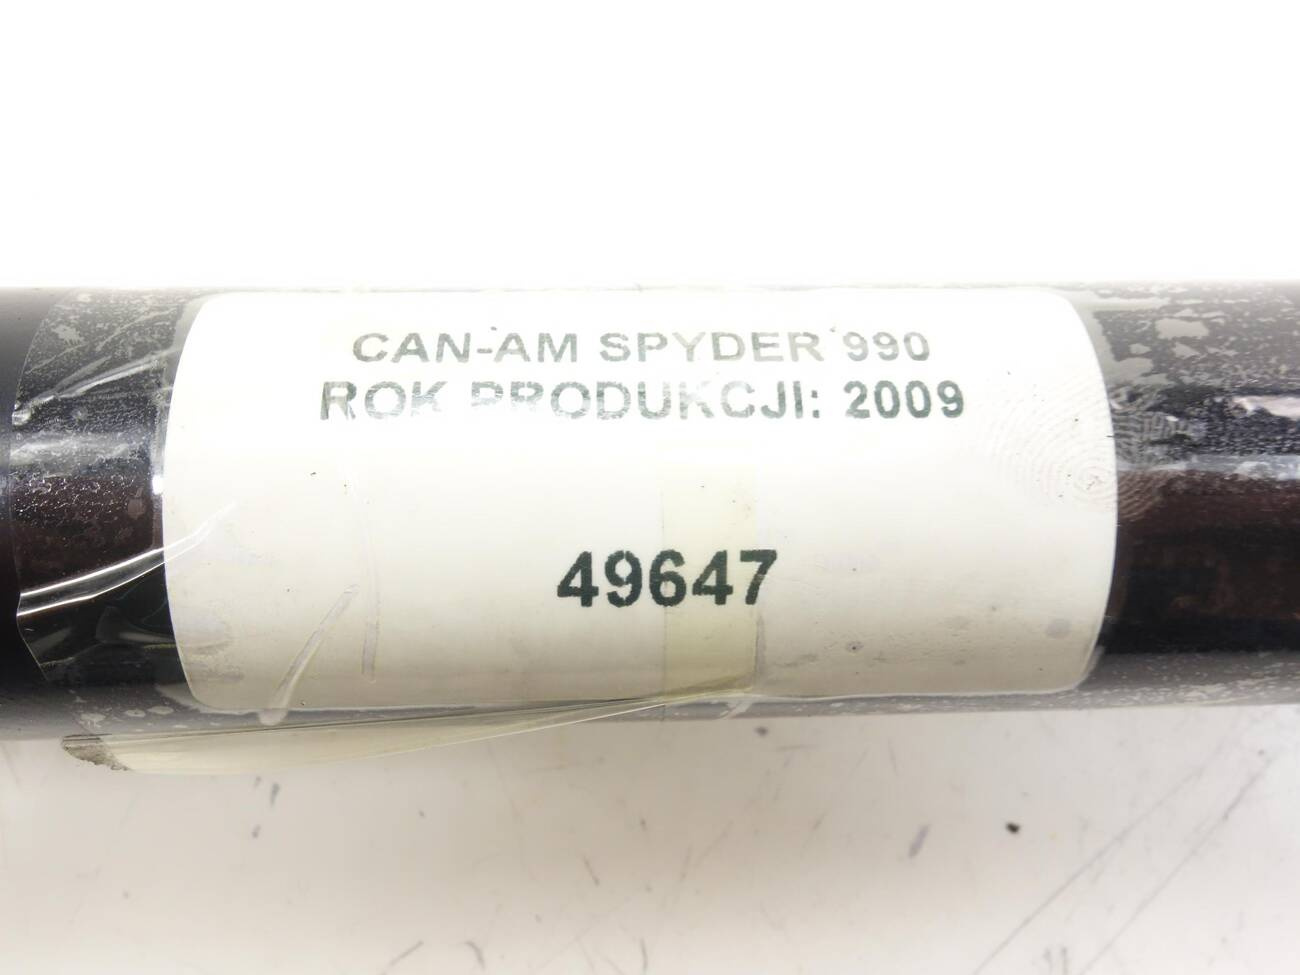 CAN-AM SPYDER 990
ROK PRODUKCJI: 2009
49647